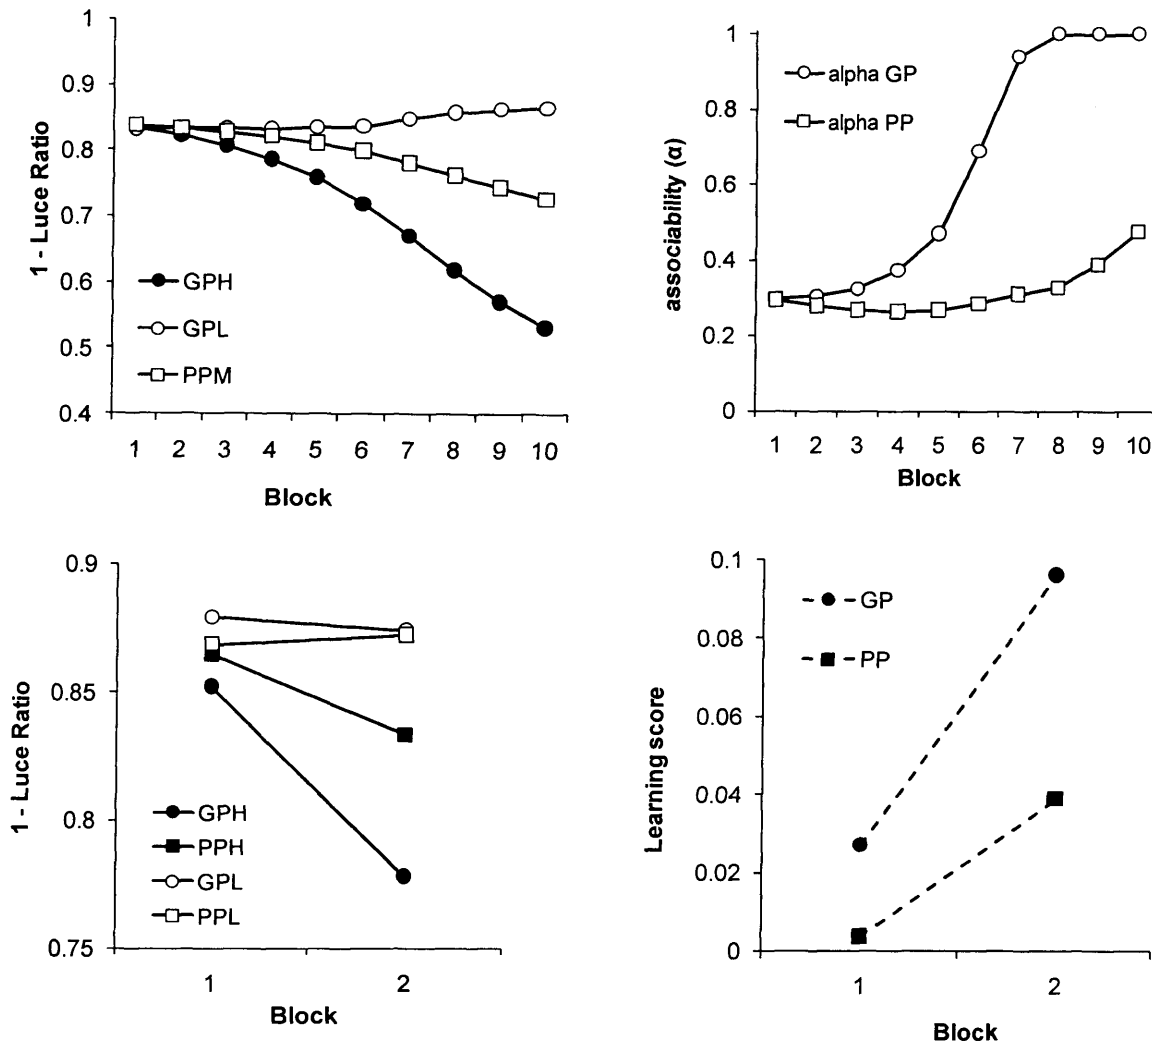 1
0.9
0.8
0.7
0.6
0.5
0.4
1 - Luce Ratio
GPH
GPL
PPM
1 2 3 4 5 6 7 8 9 10
Block
1
0.8
0.6
0.4
0.2
0
associability (α)
alpha GP
alpha PP
1 2 3 4 5 6 7 8 9 10
Block
0.9
0.85
0.8
0.75
1 - Luce Ratio
GPH
PPH
GPL
PPL
1 2
Block
0.1
0.08
0.06
0.04
0.02
0
Learning score
GP
PP
1 2
Block